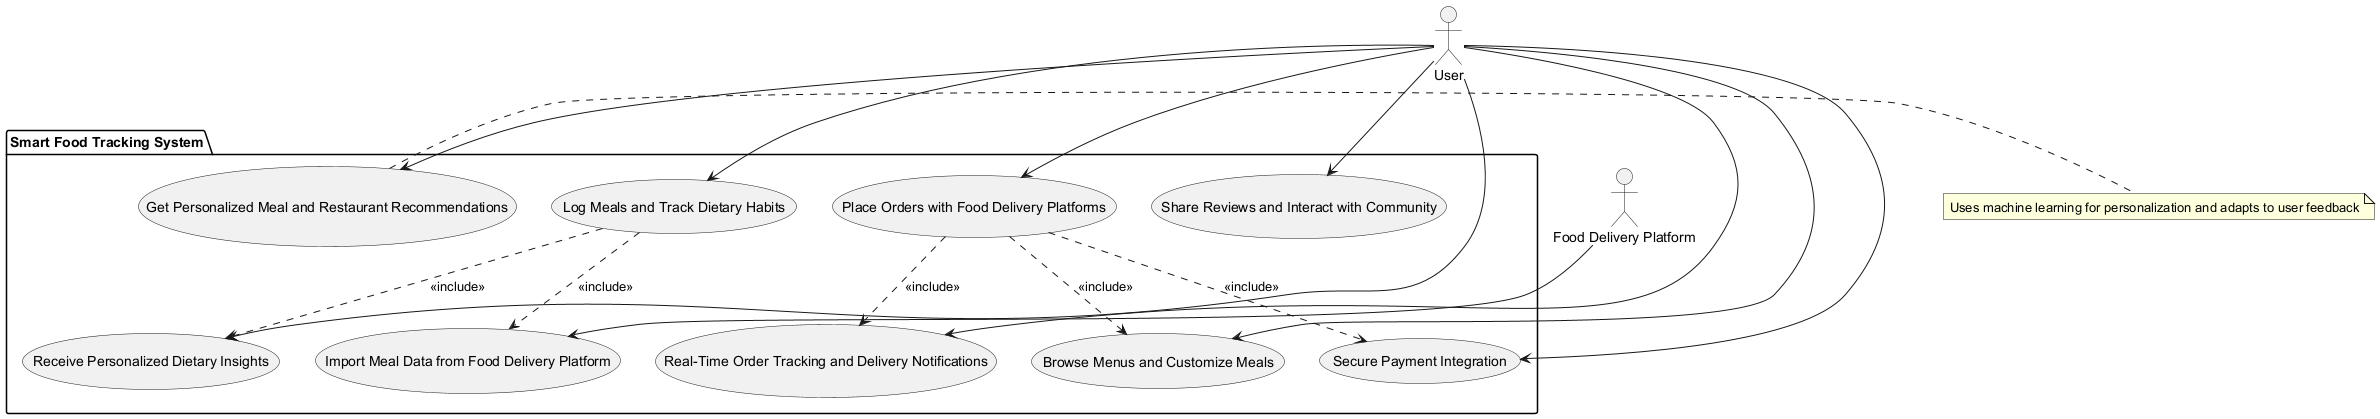 User
Smart Food Tracking System
Get Personalized Meal and Restaurant Recommendations
Log Meals and Track Dietary Habits
Place Orders with Food Delivery Platforms
Share Reviews and Interact with Community
Uses machine learning for personalization and adapts to user feedback
Food Delivery Platform
«include»
«include»
«include»
«include»
«include»
Receive Personalized Dietary Insights
Import Meal Data from Food Delivery Platform
Real-Time Order Tracking and Delivery Notifications
Browse Menus and Customize Meals
Secure Payment Integration